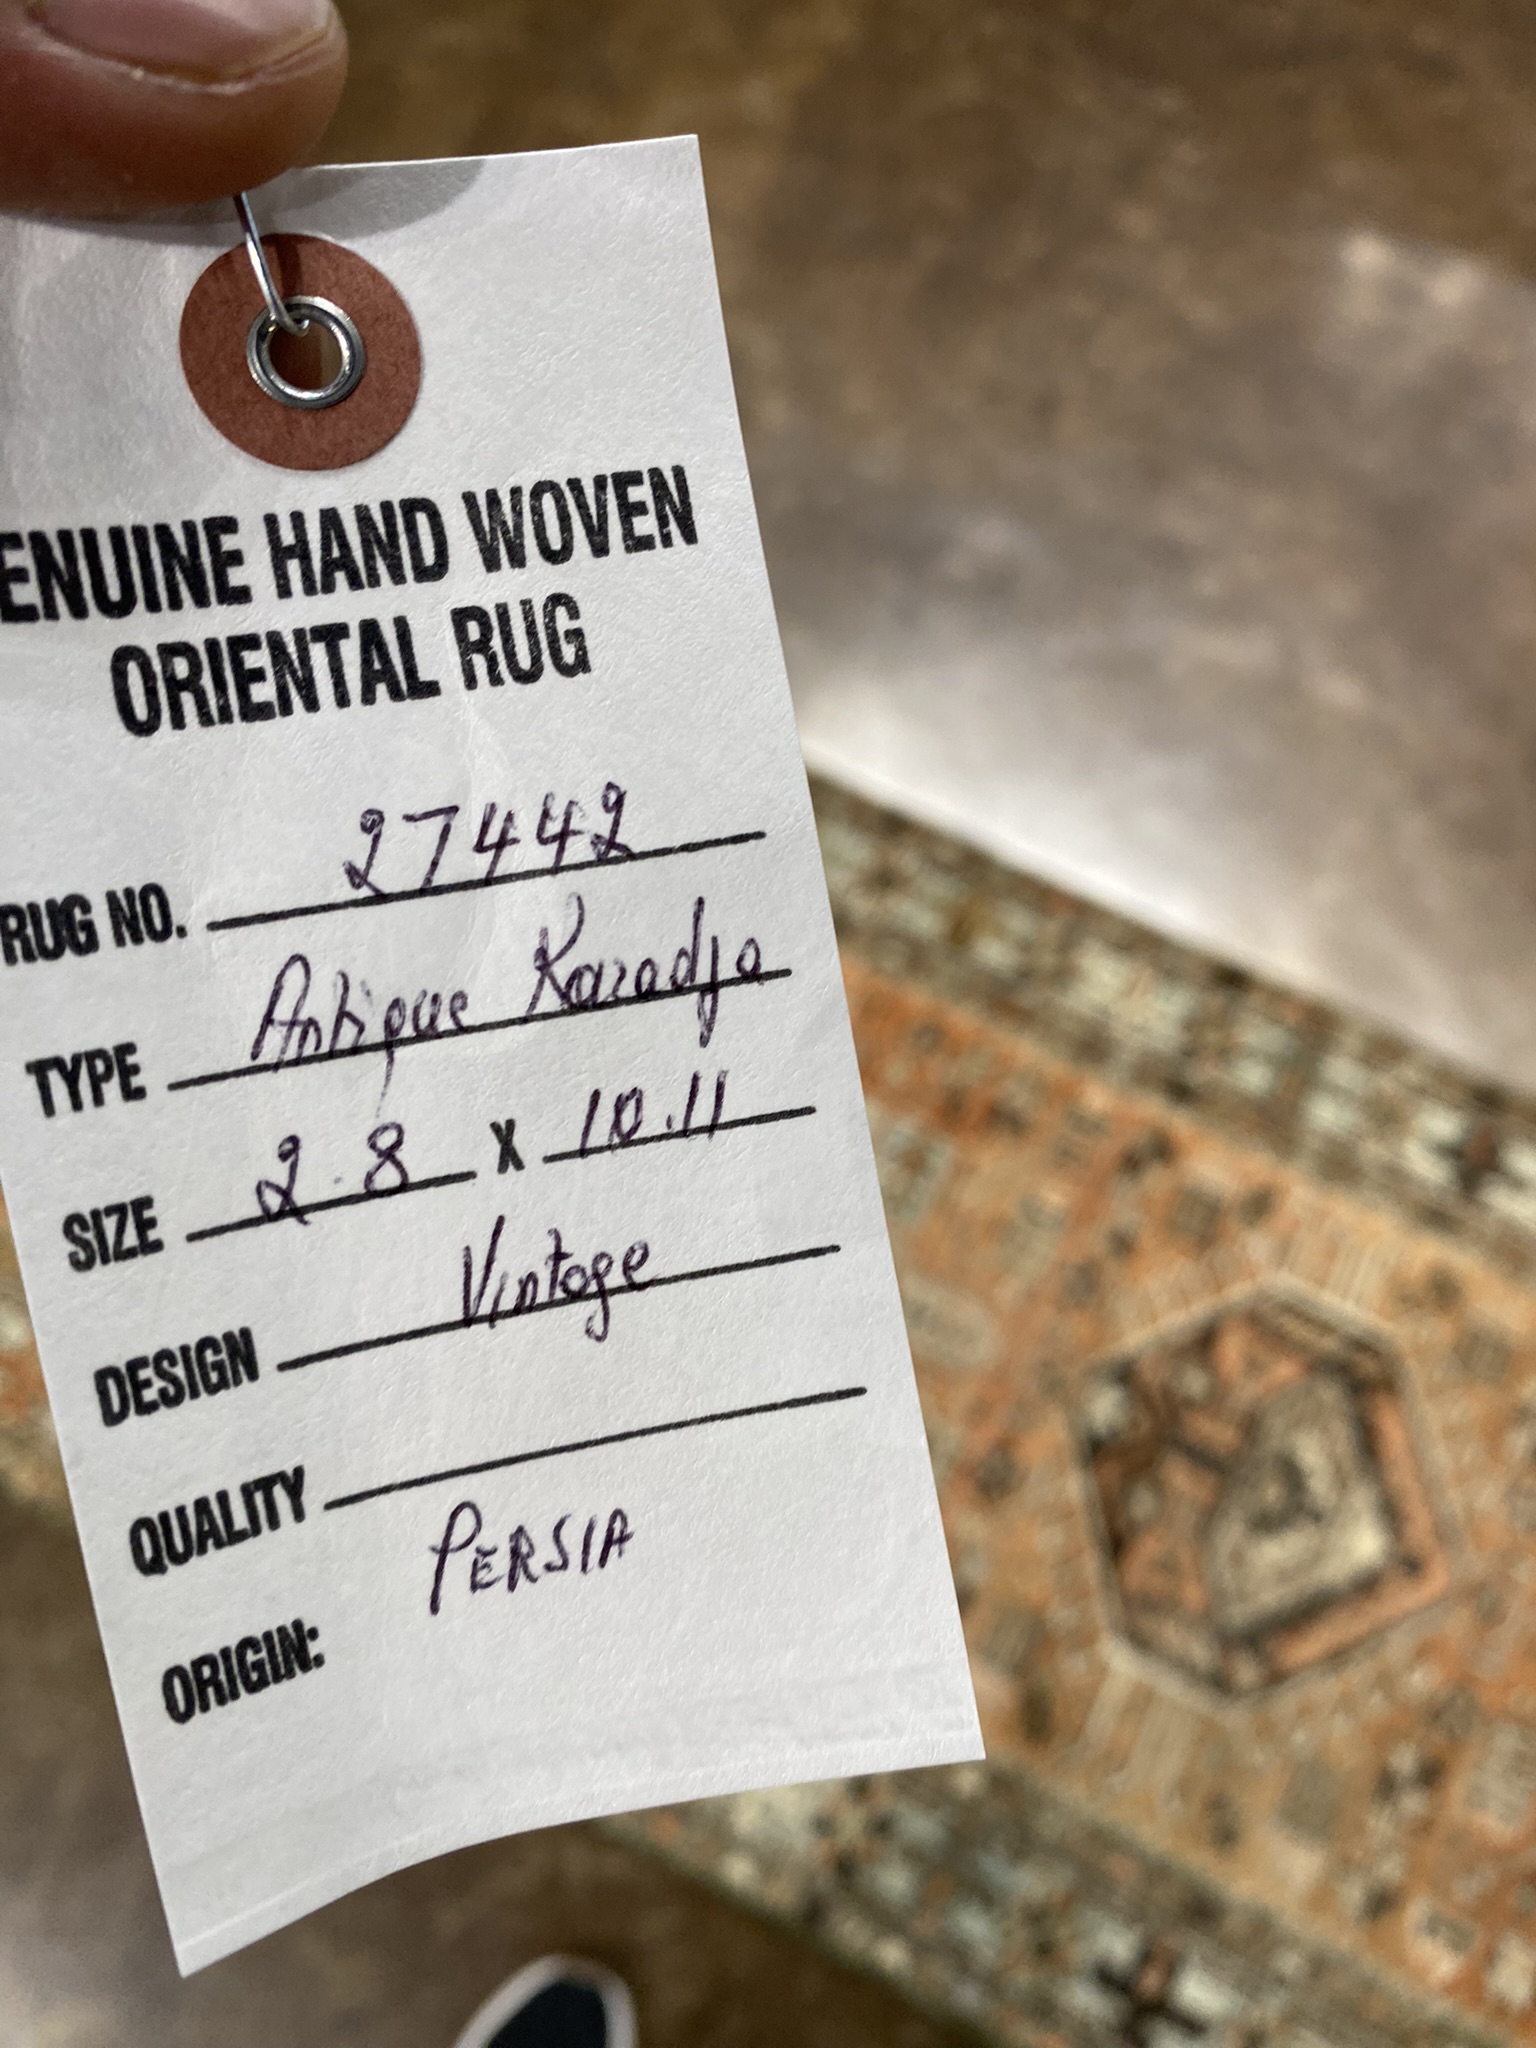 ENUINE HAND WOVEN
ORIENTAL RUG
RUG NO. 27442
TYPE Antique Karadja
SIZE 2.8 X 10.11
DESIGN Vintage
QUALITY
ORIGIN: PERSIA